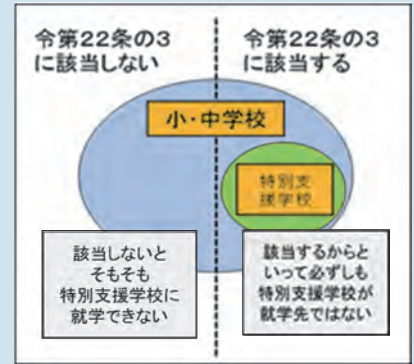 令第22条の3
に該当しない
令第22条の3
に該当する
小・中学校
特別支
援学校
該当しないと
そもそも
特別支援学校に
就学できない
該当するからと
いって必ずしも
特別支援学校が
就学先ではない